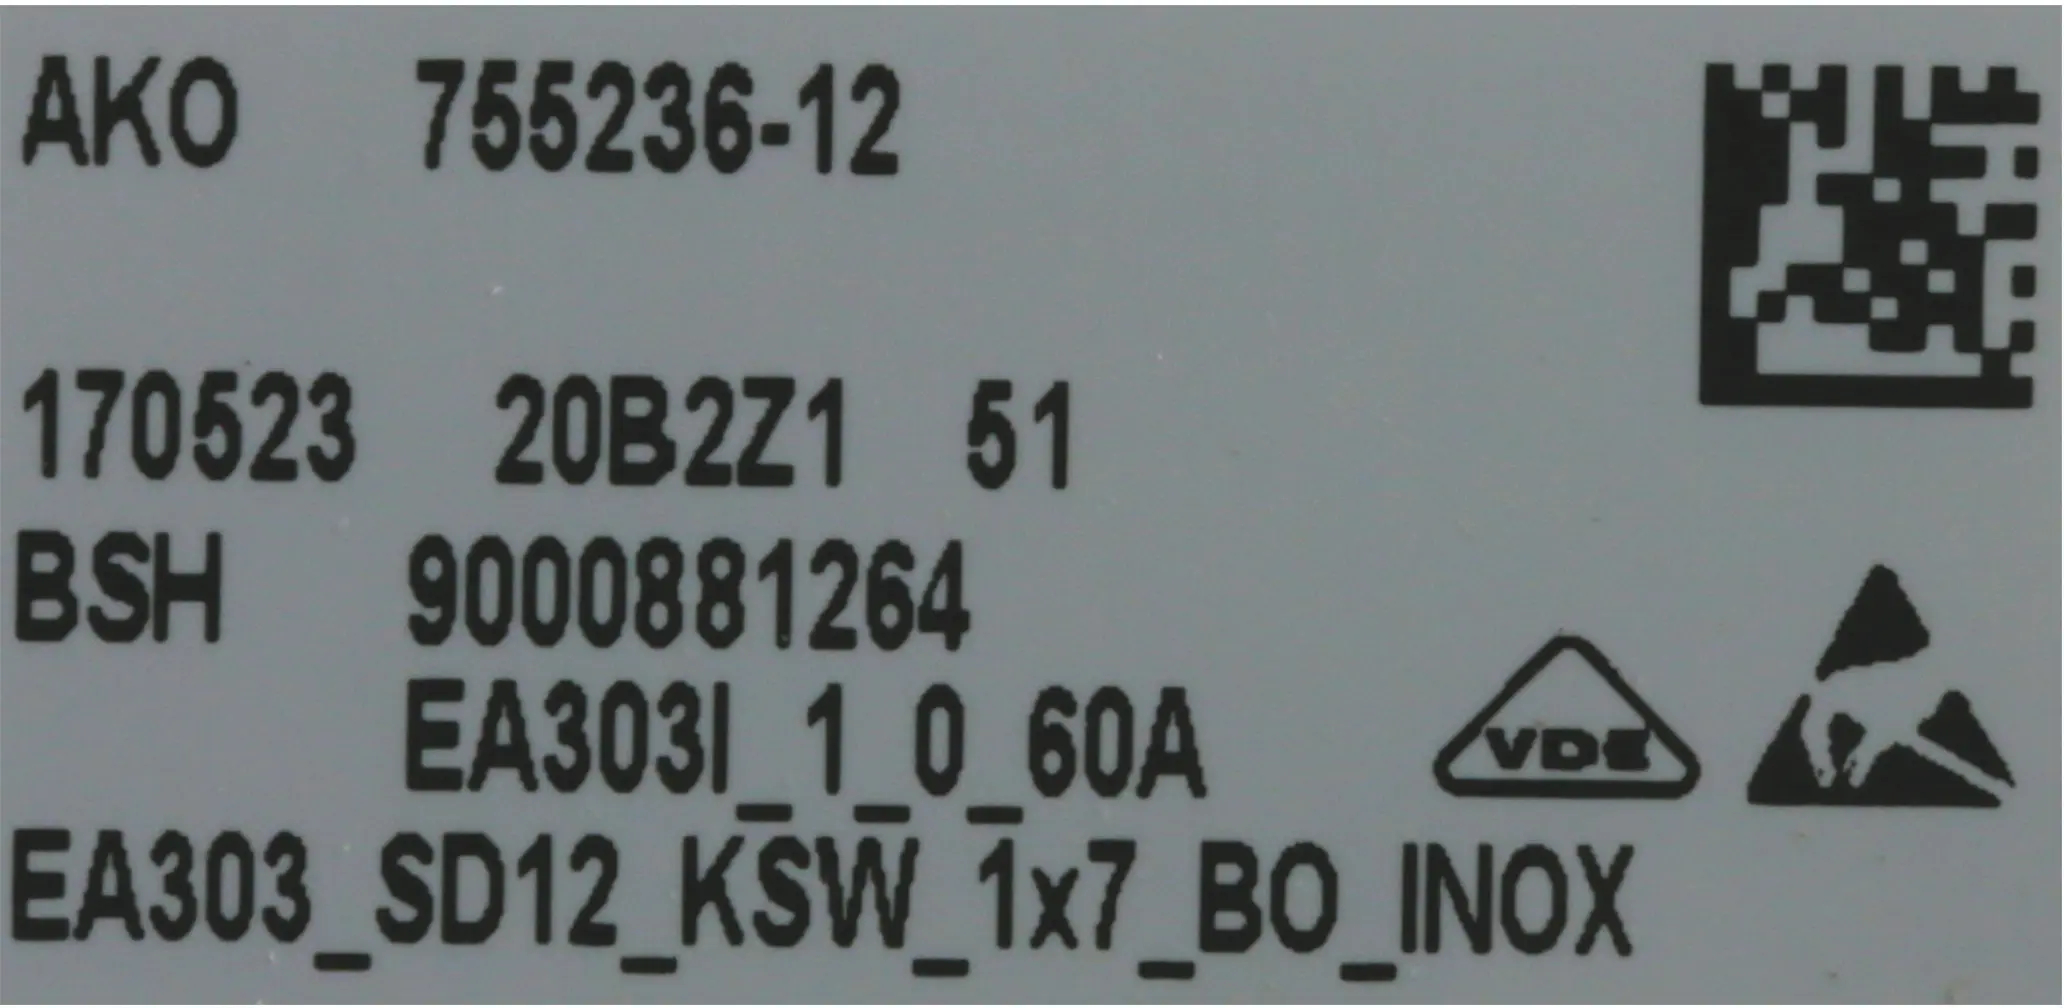 AKO 755236-12
170523 20B2Z1 51
BSH 9000881264
EA303I_1_0_60A
VDE
EA303_SD12_KSW_1x7_BO_INOX